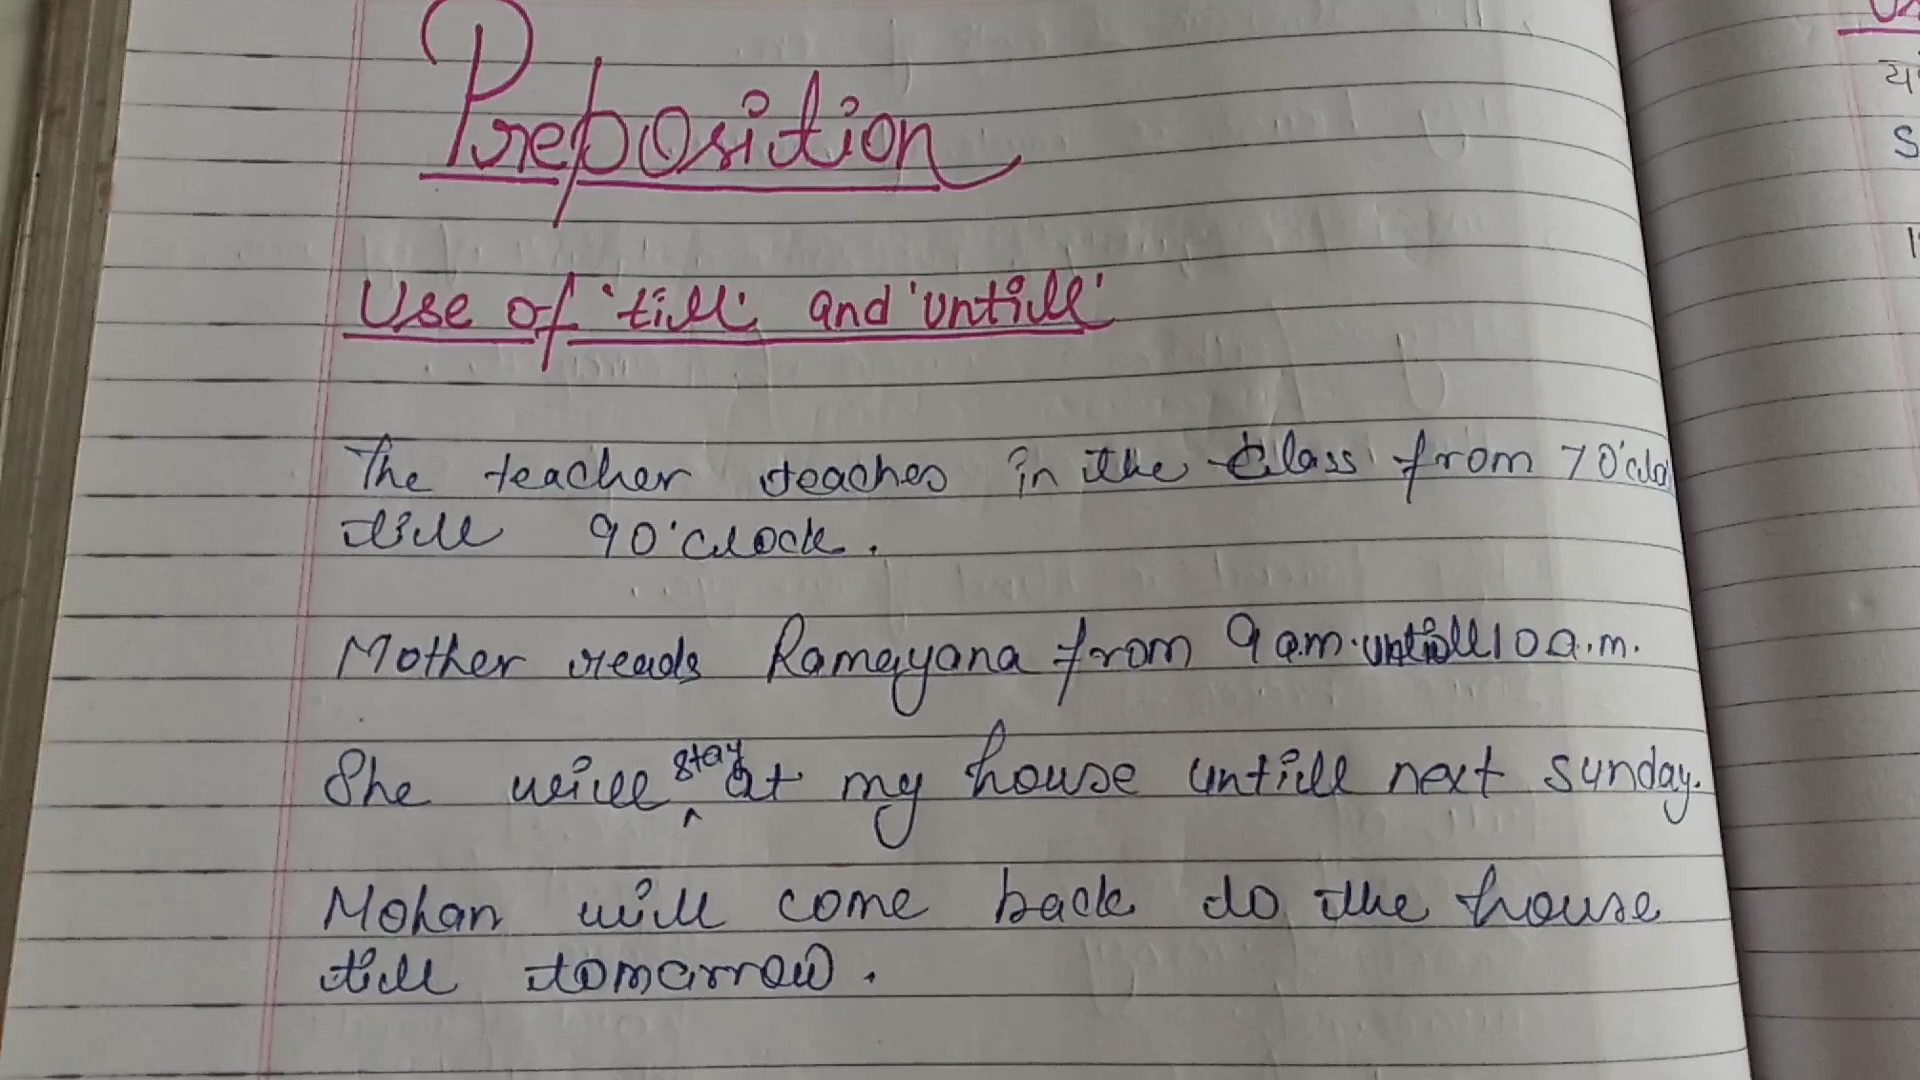 Preposition
Use of 'till' and 'untill'
The teacher teaches in the class from 7 O'clo
till 9 O'clock.
Mother reads Ramayana from 9 a.m. untill 10 a.m.
She will stay at my house untill next sunday.
Mohan will come back to the house
till tomorrow.